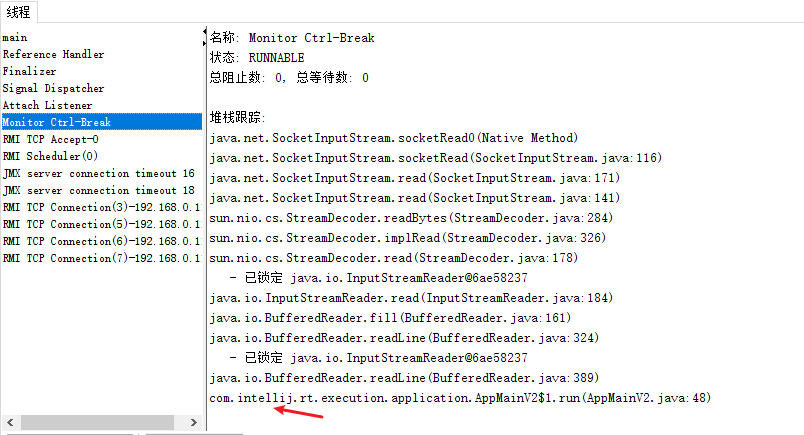 线程
main
Reference Handler
Finalizer
Signal Dispatcher
Attach Listener
Monitor Ctrl-Break
RMI TCP Accept-0
RMI Scheduler(0)
JMX server connection timeout 16
JMX server connection timeout 18
RMI TCP Connection(3)-192.168.0.1
RMI TCP Connection(5)-192.168.0.1
RMI TCP Connection(6)-192.168.0.1
RMI TCP Connection(7)-192.168.0.1
名称: Monitor Ctrl-Break
状态: RUNNABLE
总阻止数: 0, 总等待数: 0
堆栈跟踪:
java.net.SocketInputStream.socketRead0(Native Method)
java.net.SocketInputStream.socketRead(SocketInputStream.java:116)
java.net.SocketInputStream.read(SocketInputStream.java:171)
java.net.SocketInputStream.read(SocketInputStream.java:141)
sun.nio.cs.StreamDecoder.readBytes(StreamDecoder.java:284)
sun.nio.cs.StreamDecoder.implRead(StreamDecoder.java:326)
sun.nio.cs.StreamDecoder.read(StreamDecoder.java:178)
- 已锁定 java.io.InputStreamReader@6ae58237
java.io.InputStreamReader.read(InputStreamReader.java:184)
java.io.BufferedReader.fill(BufferedReader.java:161)
java.io.BufferedReader.readLine(BufferedReader.java:324)
- 已锁定 java.io.InputStreamReader@6ae58237
java.io.BufferedReader.readLine(BufferedReader.java:389)
com.intellij.rt.execution.application.AppMainV2$1.run(AppMainV2.java:48)